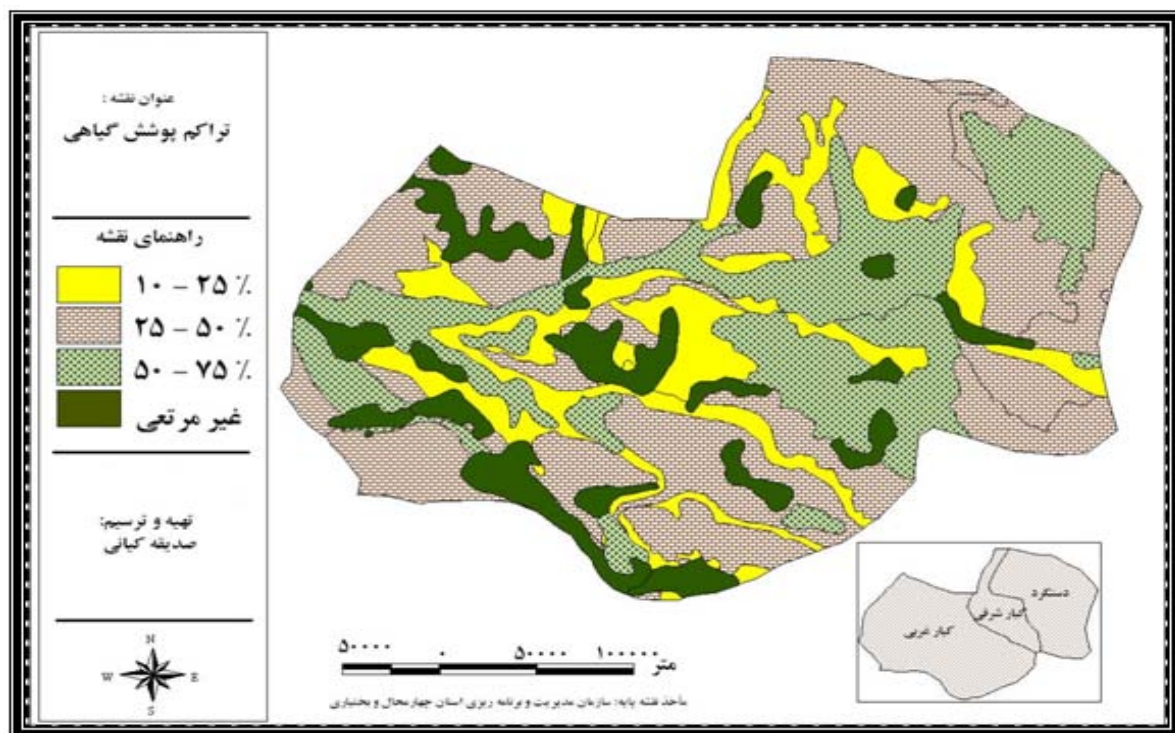 عنوان نقشه :
تراکم پوشش گیاهی
راهنمای نقشه
۱۰ - ۲۵ ٪
۲۵ - ۵۰ ٪
۵۰ - ۷۵ ٪
غیر مرتعی
تهیه و ترسیم:
صدیقه کیانی
N
W E
S
۵۰۰۰۰ ۰ ۵۰۰۰۰ ۱۰۰۰۰۰ متر
مأخذ نقشه پایه: سازمان مدیریت و برنامه ریزی استان چهارمحال و بختیاری
دستگرد
کیار شرقی
کیار غربی